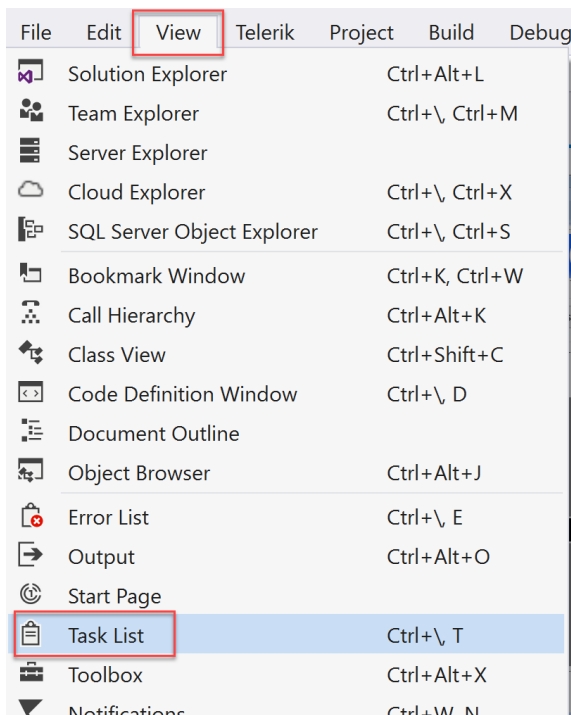 File Edit View Telerik Project Build Debug
Solution Explorer Ctrl+Alt+L
Team Explorer Ctrl+\, Ctrl+M
Server Explorer
Cloud Explorer Ctrl+\, Ctrl+X
SQL Server Object Explorer Ctrl+\, Ctrl+S
Bookmark Window Ctrl+K, Ctrl+W
Call Hierarchy Ctrl+Alt+K
Class View Ctrl+Shift+C
Code Definition Window Ctrl+\, D
Document Outline
Object Browser Ctrl+Alt+J
Error List Ctrl+\, E
Output Ctrl+Alt+O
Start Page
Task List Ctrl+\, T
Toolbox Ctrl+Alt+X
Notifications Ctrl+W, N